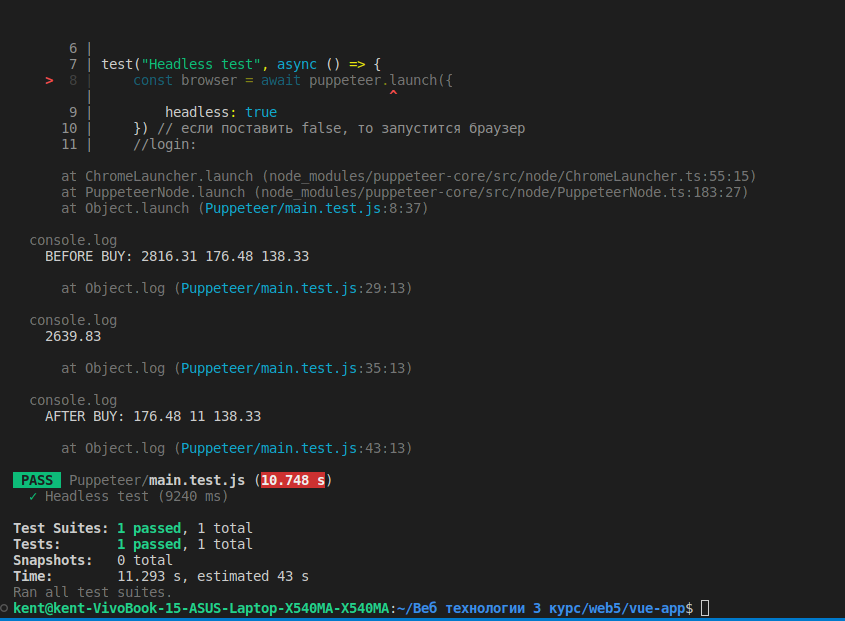 6 |
7 | test("Headless test", async () => {
> 8 |     const browser = await puppeteer.launch({
|                                     ^
9 |         headless: true
10 |     }) // если поставить false, то запустится браузер
11 |     //login:
at ChromeLauncher.launch (node_modules/puppeteer-core/src/node/ChromeLauncher.ts:55:15)
at PuppeteerNode.launch (node_modules/puppeteer-core/src/node/PuppeteerNode.ts:183:27)
at Object.launch (Puppeteer/main.test.js:8:37)
console.log
BEFORE BUY: 2816.31 176.48 138.33
at Object.log (Puppeteer/main.test.js:29:13)
console.log
2639.83
at Object.log (Puppeteer/main.test.js:35:13)
console.log
AFTER BUY: 176.48 11 138.33
at Object.log (Puppeteer/main.test.js:43:13)
PASS Puppeteer/main.test.js (10.748 s)
✓ Headless test (9240 ms)
Test Suites: 1 passed, 1 total
Tests:       1 passed, 1 total
Snapshots:   0 total
Time:        11.293 s, estimated 43 s
Ran all test suites.
kent@kent-VivoBook-15-ASUS-Laptop-X540MA-X540MA:~/Веб технологии 3 курс/web5/vue-app$